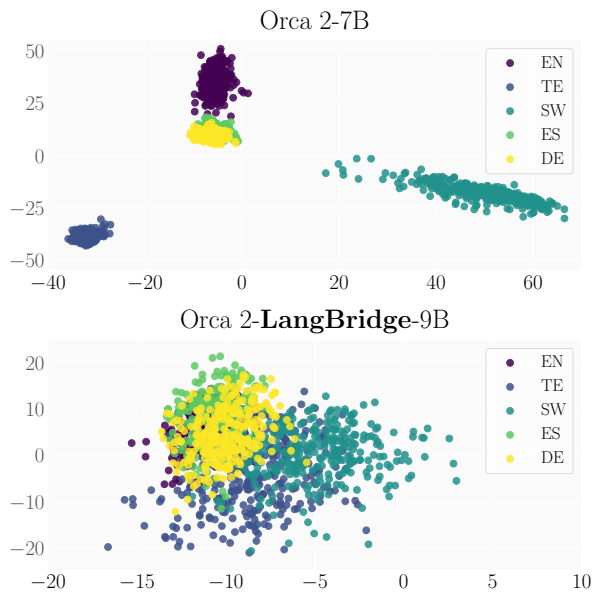 Orca 2-7B
50
25
0
−25
−50
−40 −20 0 20 40 60
EN
TE
SW
ES
DE
Orca 2-LangBridge-9B
20
10
0
−10
−20
−20 −15 −10 −5 0 5 10
EN
TE
SW
ES
DE